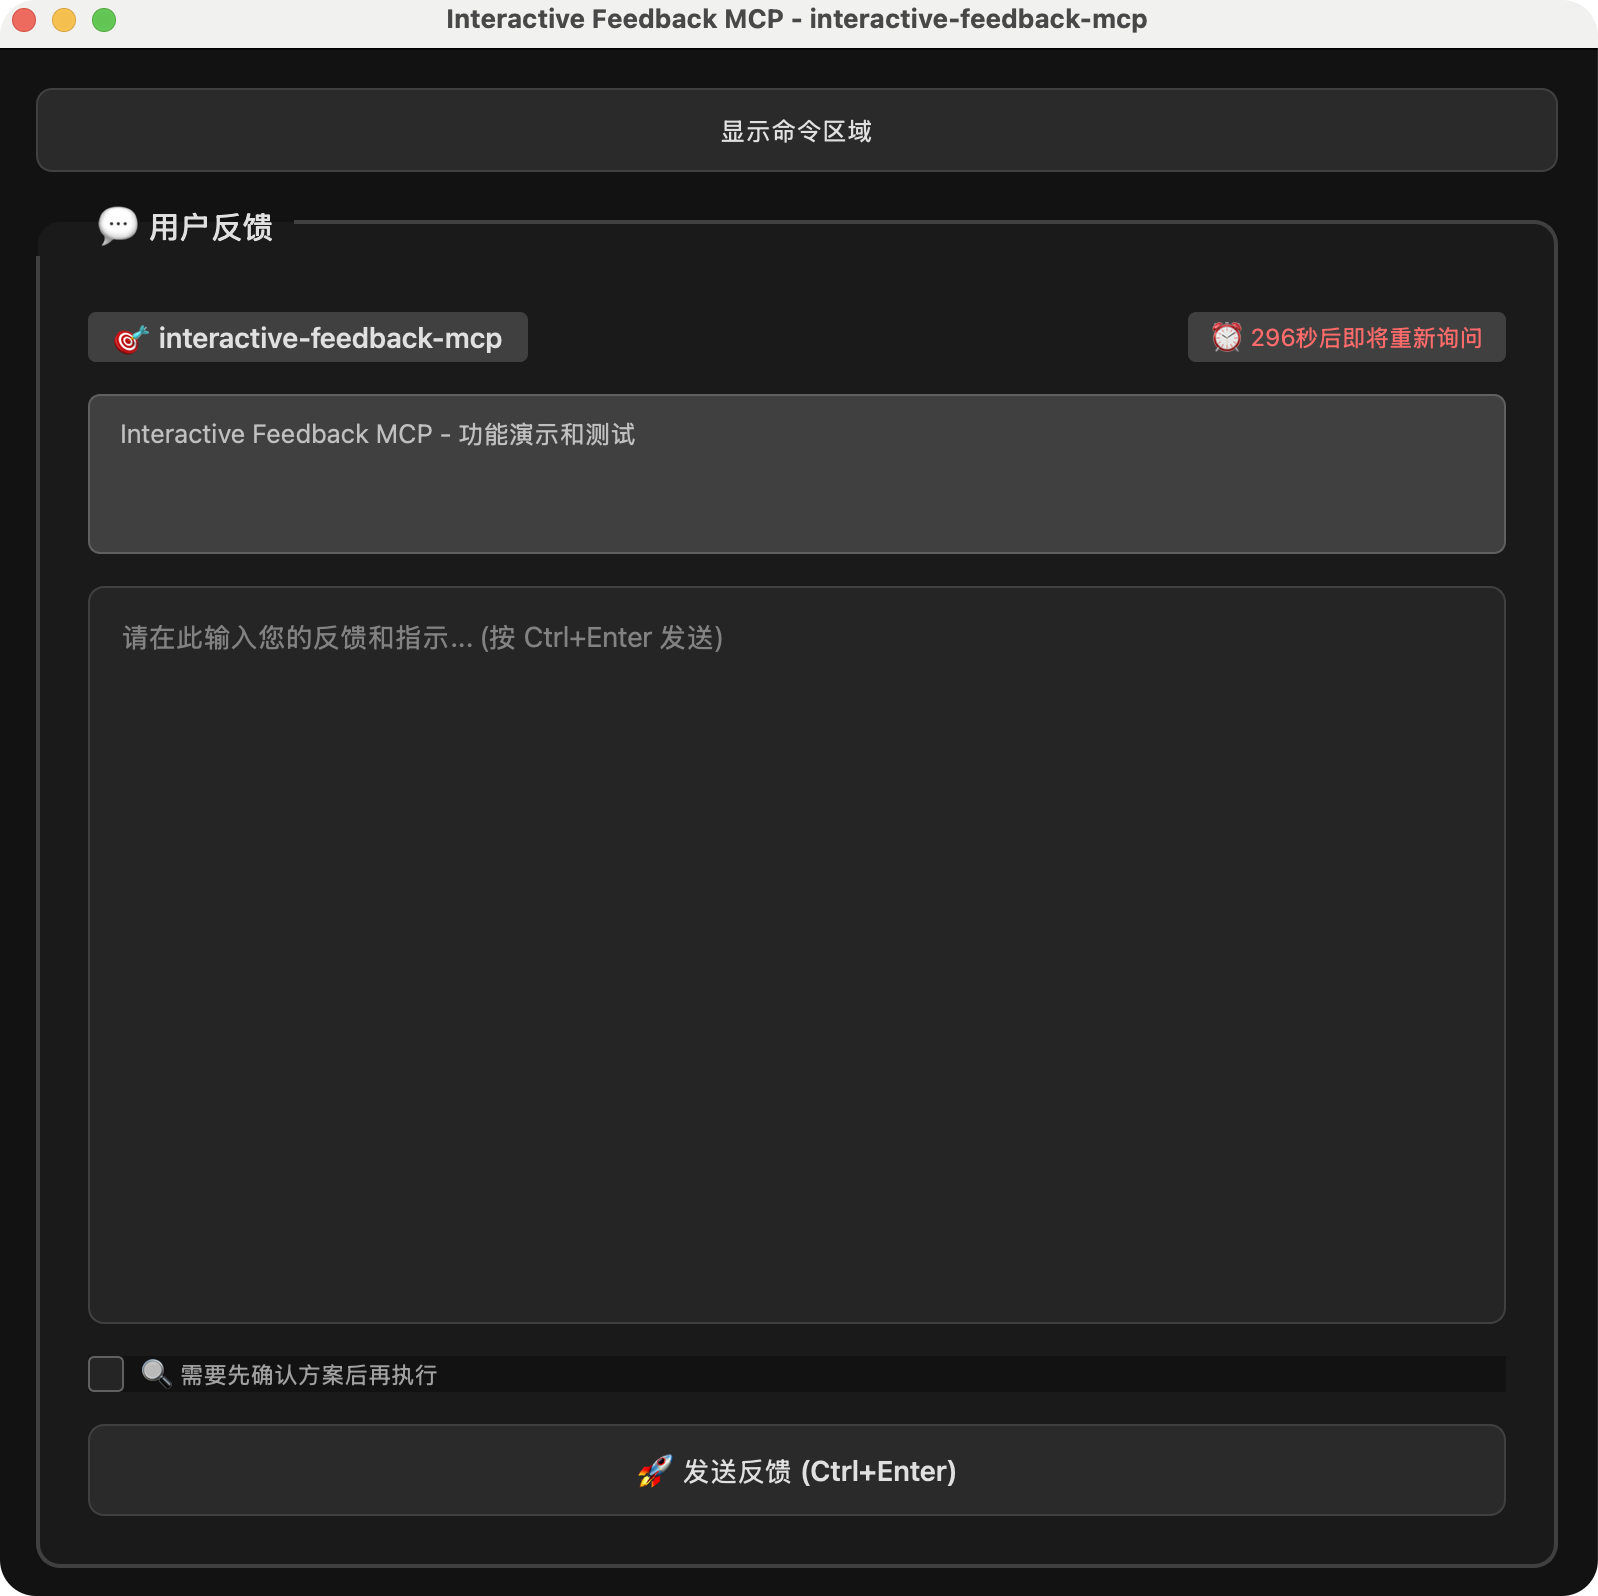 Interactive Feedback MCP - interactive-feedback-mcp
显示命令区域
💬 用户反馈
🎯 interactive-feedback-mcp
⏰ 296秒后即将重新询问
Interactive Feedback MCP - 功能演示和测试
请在此输入您的反馈和指示... (按 Ctrl+Enter 发送)
🔍 需要先确认方案后再执行
🚀 发送反馈 (Ctrl+Enter)